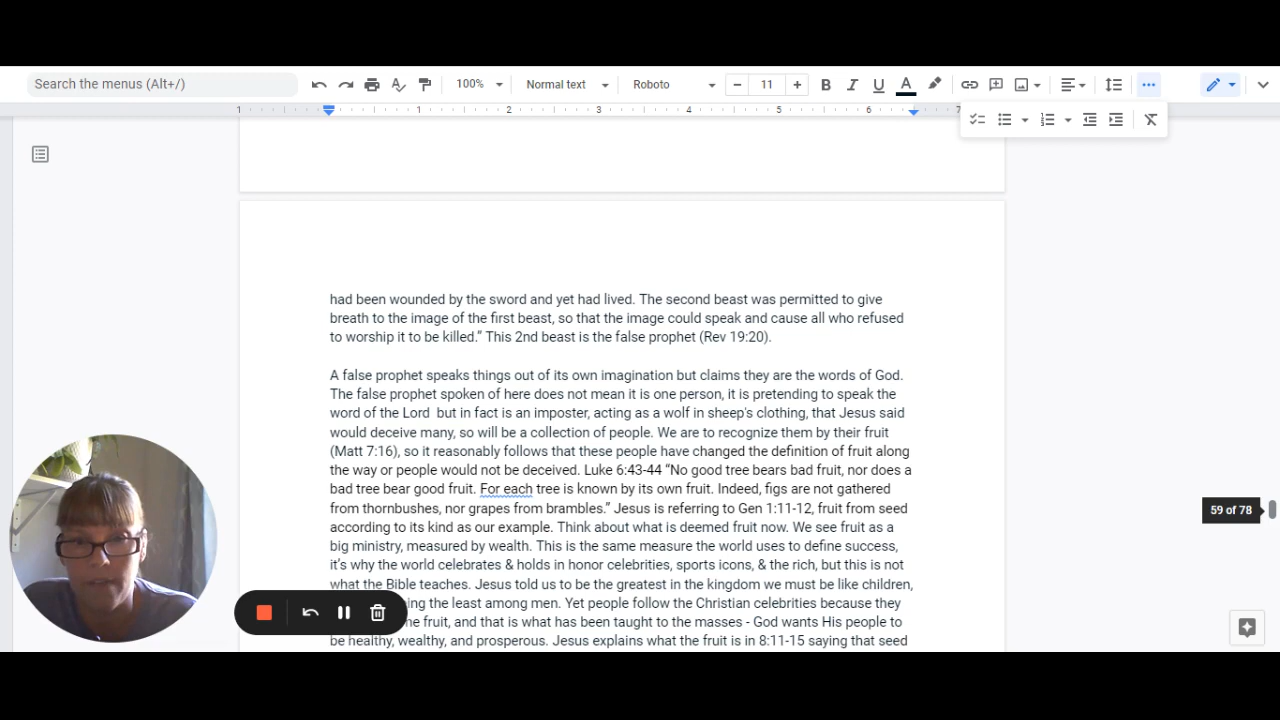 Search the menus (Alt+/)
100%
Normal text
Roboto
11
B I U A
1 1 2 3 4 5 6 7
had been wounded by the sword and yet had lived. The second beast was permitted to give
breath to the image of the first beast, so that the image could speak and cause all who refused
to worship it to be killed.” This 2nd beast is the false prophet (Rev 19:20).
A false prophet speaks things out of its own imagination but claims they are the words of God.
The false prophet spoken of here does not mean it is one person, it is pretending to speak the
word of the Lord but in fact is an imposter, acting as a wolf in sheep's clothing, that Jesus said
would deceive many, so will be a collection of people. We are to recognize them by their fruit
(Matt 7:16), so it reasonably follows that these people have changed the definition of fruit along
the way or people would not be deceived. Luke 6:43-44 “No good tree bears bad fruit, nor does a
bad tree bear good fruit. For each tree is known by its own fruit. Indeed, figs are not gathered
from thornbushes, nor grapes from brambles.” Jesus is referring to Gen 1:11-12, fruit from seed
according to its kind as our example. Think about what is deemed fruit now. We see fruit as a
big ministry, measured by wealth. This is the same measure the world uses to define success,
it’s why the world celebrates & holds in honor celebrities, sports icons, & the rich, but this is not
what the Bible teaches. Jesus told us to be the greatest in the kingdom we must be like children,
the least among men. Yet people follow the Christian celebrities because they
fruit, and that is what has been taught to the masses - God wants His people to
be healthy, wealthy, and prosperous. Jesus explains what the fruit is in 8:11-15 saying that seed
59 of 78